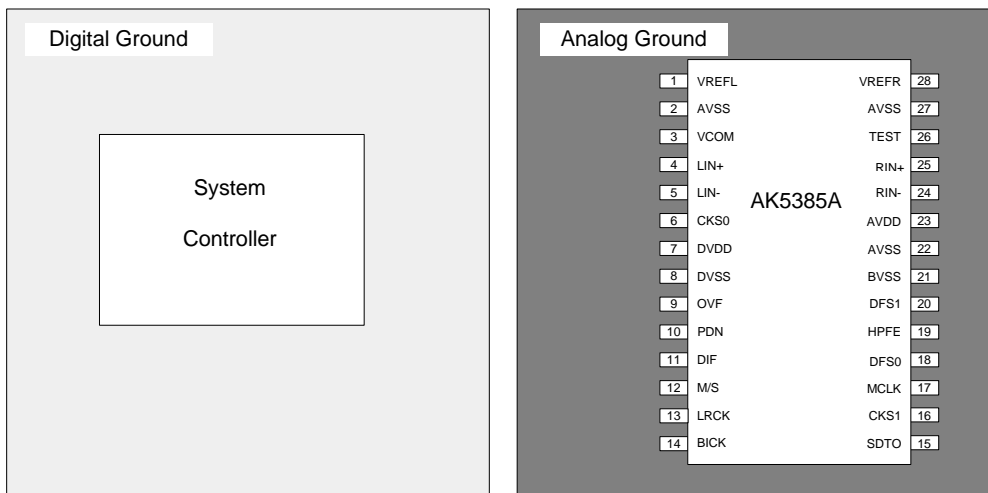 Digital Ground
System
Controller
Analog Ground
AK5385A
1 VREFL
2 AVSS
3 VCOM
4 LIN+
5 LIN-
6 CKS0
7 DVDD
8 DVSS
9 OVF
10 PDN
11 DIF
12 M/S
13 LRCK
14 BICK
VREFR 28
AVSS 27
TEST 26
RIN+ 25
RIN- 24
AVDD 23
AVSS 22
BVSS 21
DFS1 20
HPFE 19
DFS0 18
MCLK 17
CKS1 16
SDTO 15